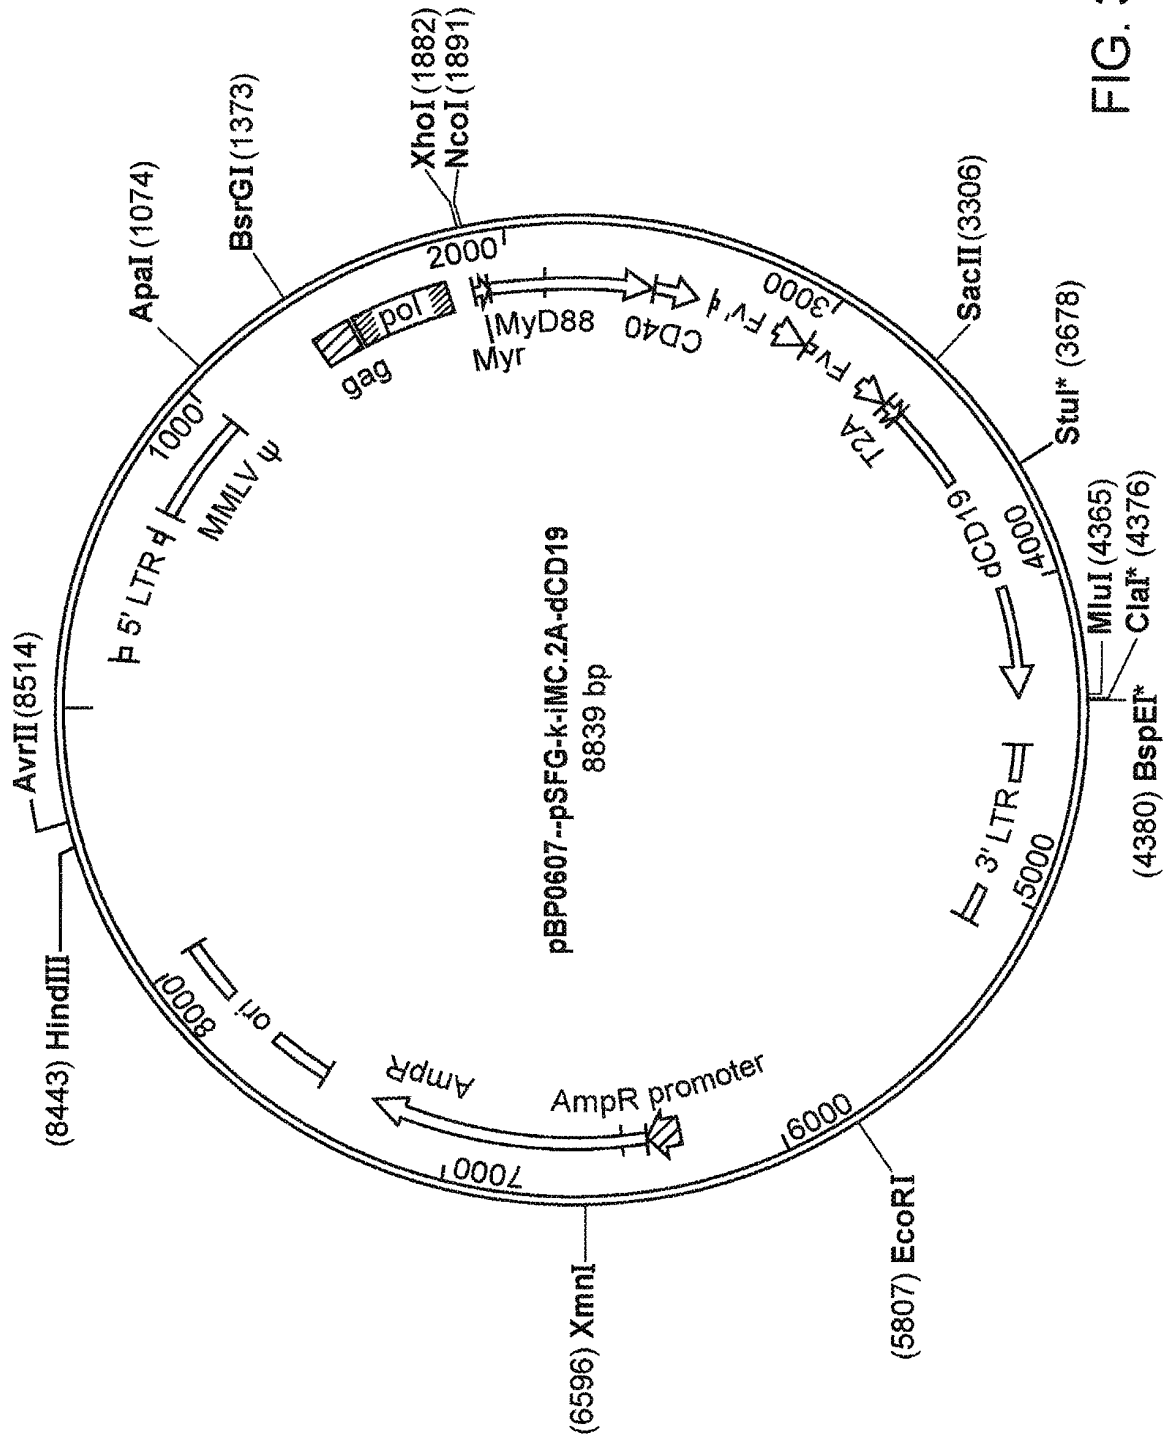 AvrII (8514)
(8443) HindIII
ApaI (1074)
BsrGI (1373)
XhoI (1882)
NcoI (1891)
SacII (3306)
StuI* (3678)
MluI (4365)
ClaI* (4376)
(4380) BspEI*
(5807) EcoRI
(6596) XmnI
1000
2000
3000
4000
5000
6000
7000
8000
5' LTR
MMLV ψ
gag
pol
Myr
MyD88
CD40
Fv'
Fv
T2A
dCD19
3' LTR
AmpR promoter
AmpR
ori
pBP0607--pSFG-k-iMC.2A-dCD19
8839 bp
FIG.